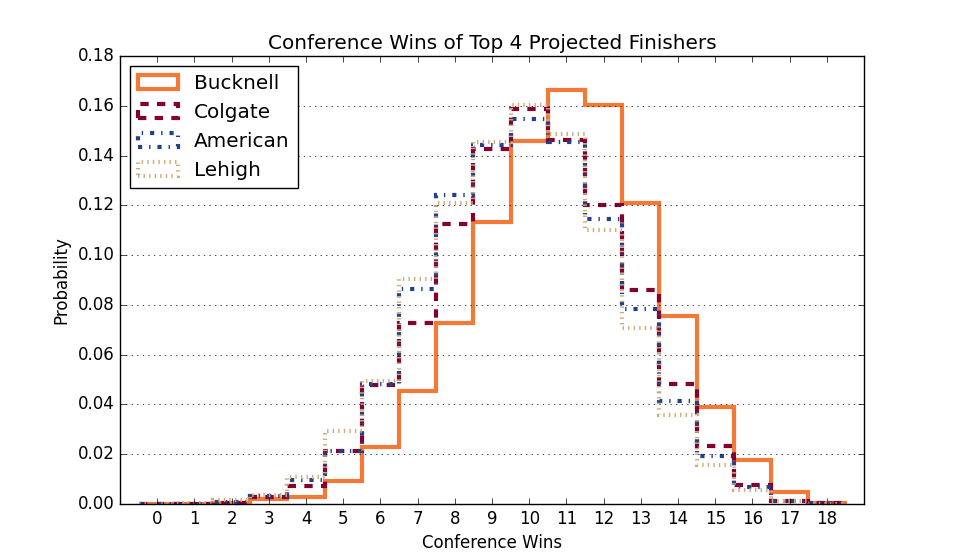 Conference Wins of Top 4 Projected Finishers
0.18
0.16
0.14
0.12
0.10
0.08
0.06
0.04
0.02
0.00
Probability
Bucknell
Colgate
American
Lehigh
0 1 2 3 4 5 6 7 8 9 10 11 12 13 14 15 16 17 18
Conference Wins